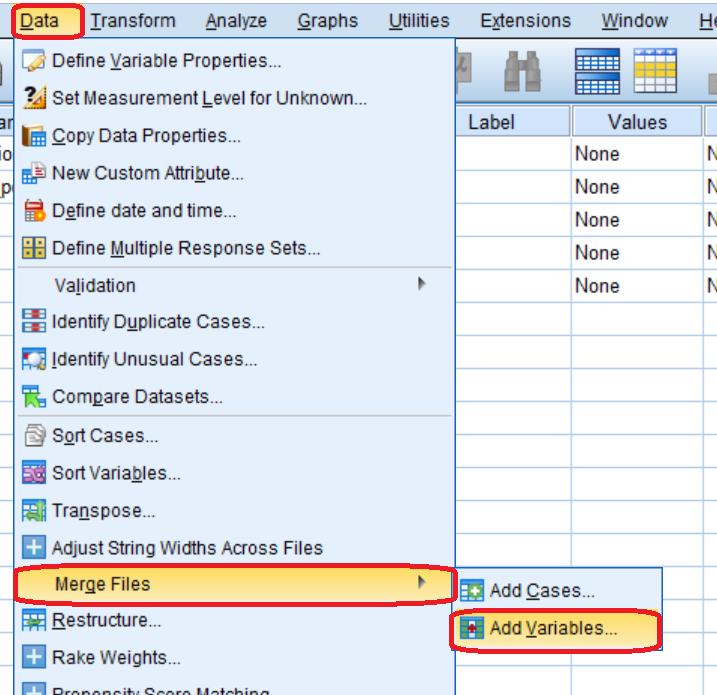 Data Transform Analyze Graphs Utilities Extensions Window
Define Variable Properties...
Set Measurement Level for Unknown...
Label Values
Copy Data Properties...
None
New Custom Attribute...
None
Define date and time...
None
Define Multiple Response Sets...
None
Validation
None
Identify Duplicate Cases...
Identify Unusual Cases...
Compare Datasets...
Sort Cases...
Sort Variables...
Transpose...
Adjust String Widths Across Files
Merge Files
Add Cases...
Restructure...
Add Variables...
Rake Weights...
Propensity Score Matching